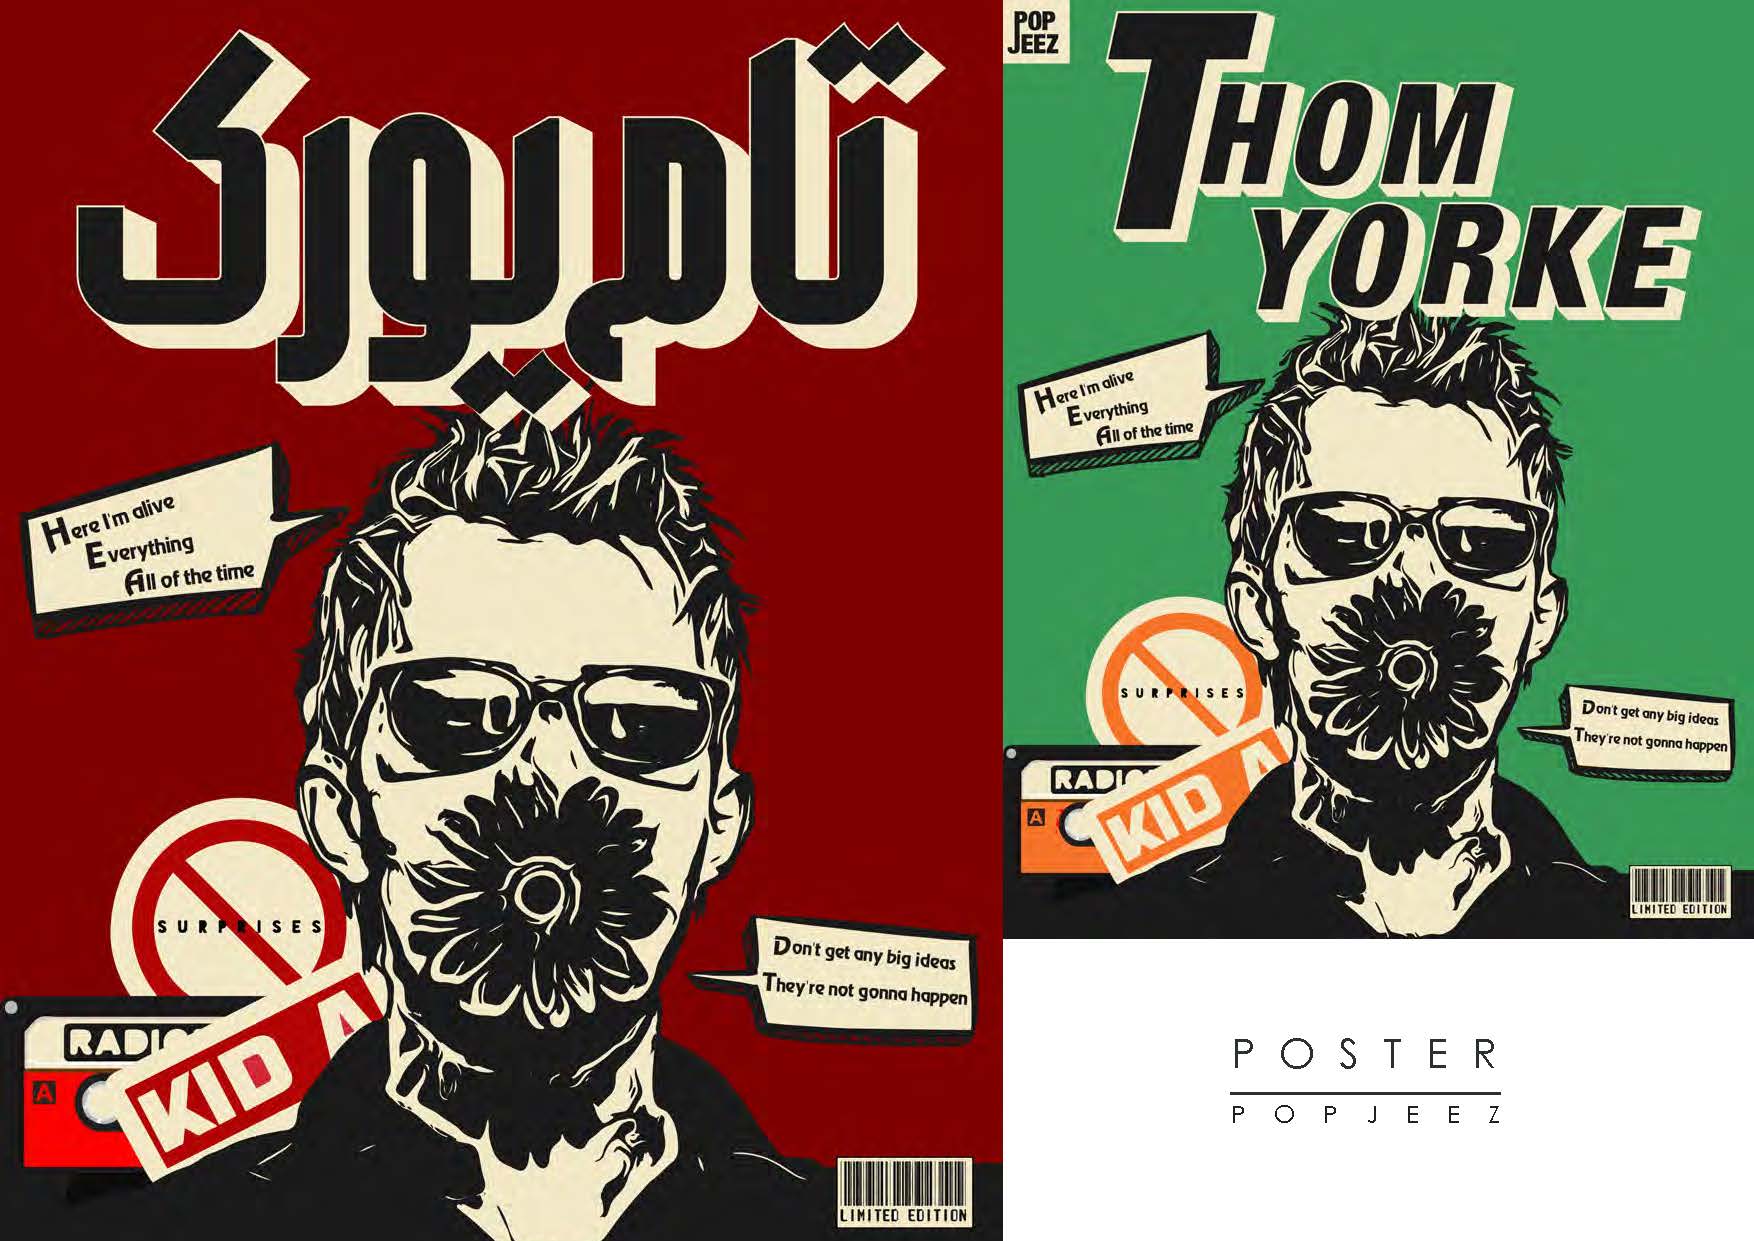 تام یورک
Here I'm alive
Everything
All of the time
SURPRISES
RADIO
KID A
A
Don't get any big ideas
They're not gonna happen
LIMITED EDITION
POP
JEEZ
THOM
YORKE
Here I'm alive
Everything
All of the time
SURPRISES
RADIO
KID A
A
Don't get any big ideas
They're not gonna happen
LIMITED EDITION
POSTER
POPJEEZ